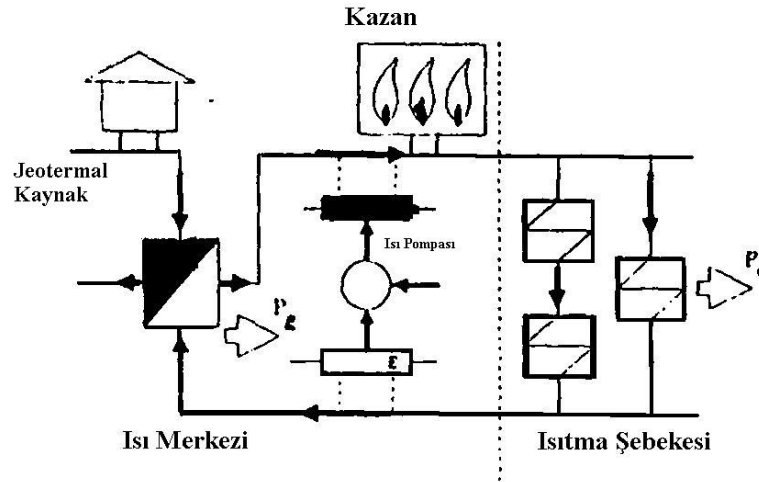 Kazan
Jeotermal
Kaynak
Isı Pompası
P g
E
P
Isı Merkezi
Isıtma Şebekesi